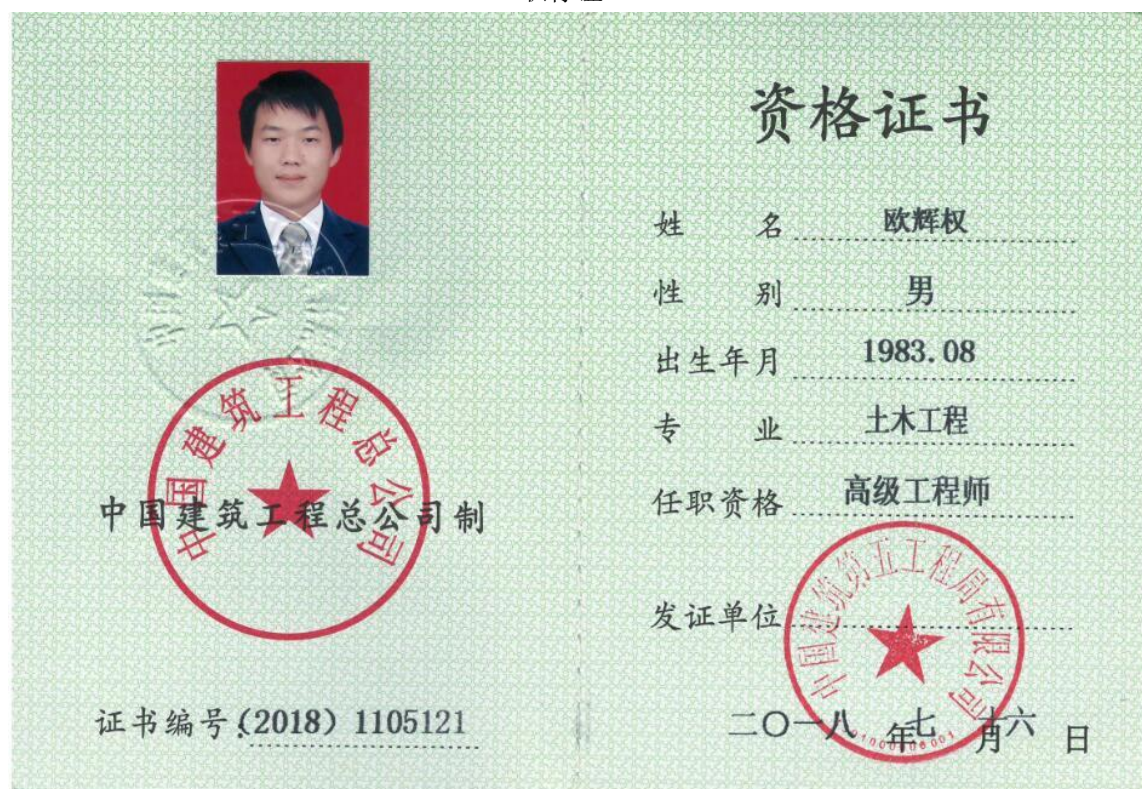 资格证书
姓 名 欧辉权
性 别 男
出生年月 1983.08
专 业 土木工程
任职资格 高级工程师
发证单位
中国建筑第五工程局有限公司
二〇一八年七月十六日
中国建筑工程总公司
中国建筑工程总公司制
证书编号:(2018)1105121